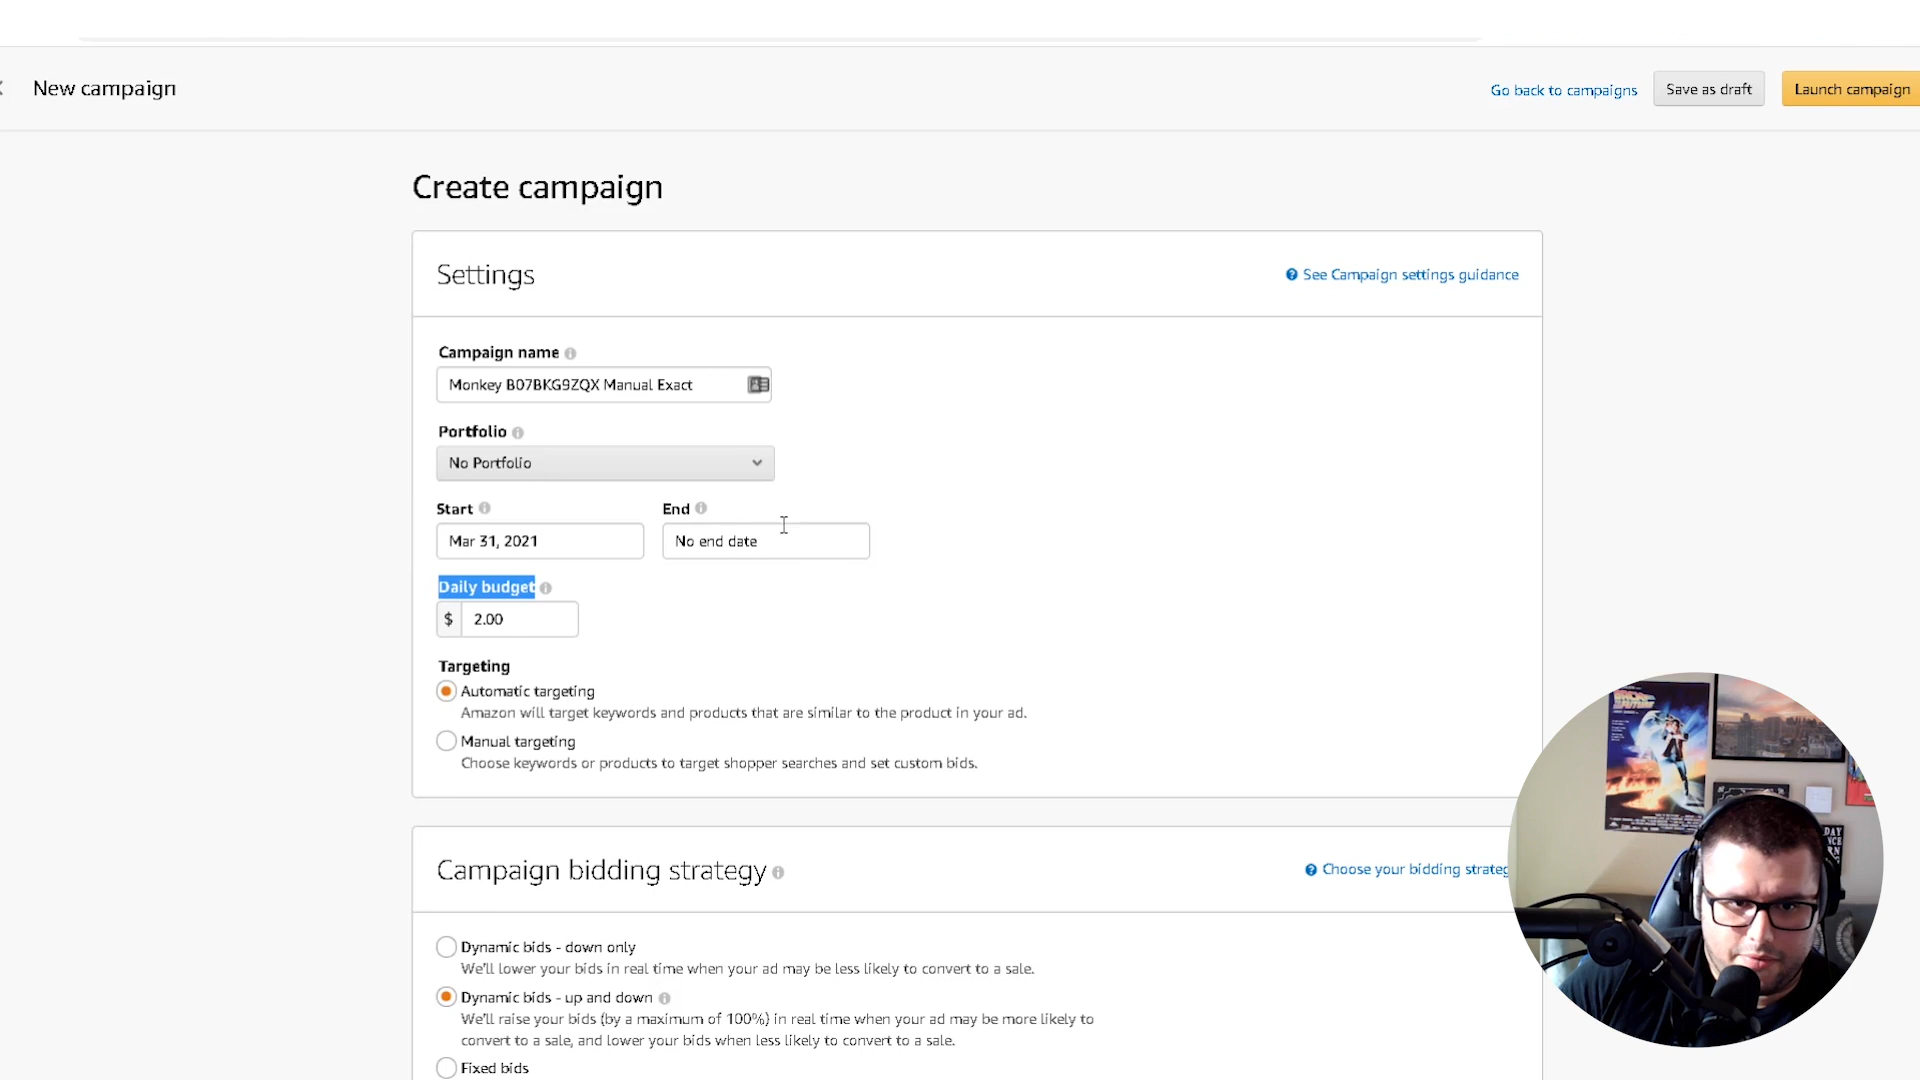 New campaign
Go back to campaigns
Save as draft
Launch campaign
Create campaign
Settings
See Campaign settings guidance
Campaign name
Monkey B07BKG9ZQX Manual Exact
Portfolio
No Portfolio
Start
End
Mar 31, 2021
No end date
Daily budget
$ 2.00
Targeting
Automatic targeting
Amazon will target keywords and products that are similar to the product in your ad.
Manual targeting
Choose keywords or products to target shopper searches and set custom bids.
Campaign bidding strategy
Choose your bidding strateg
Dynamic bids - down only
We'll lower your bids in real time when your ad may be less likely to convert to a sale.
Dynamic bids - up and down
We'll raise your bids (by a maximum of 100%) in real time when your ad may be more likely to
convert to a sale, and lower your bids when less likely to convert to a sale.
Fixed bids